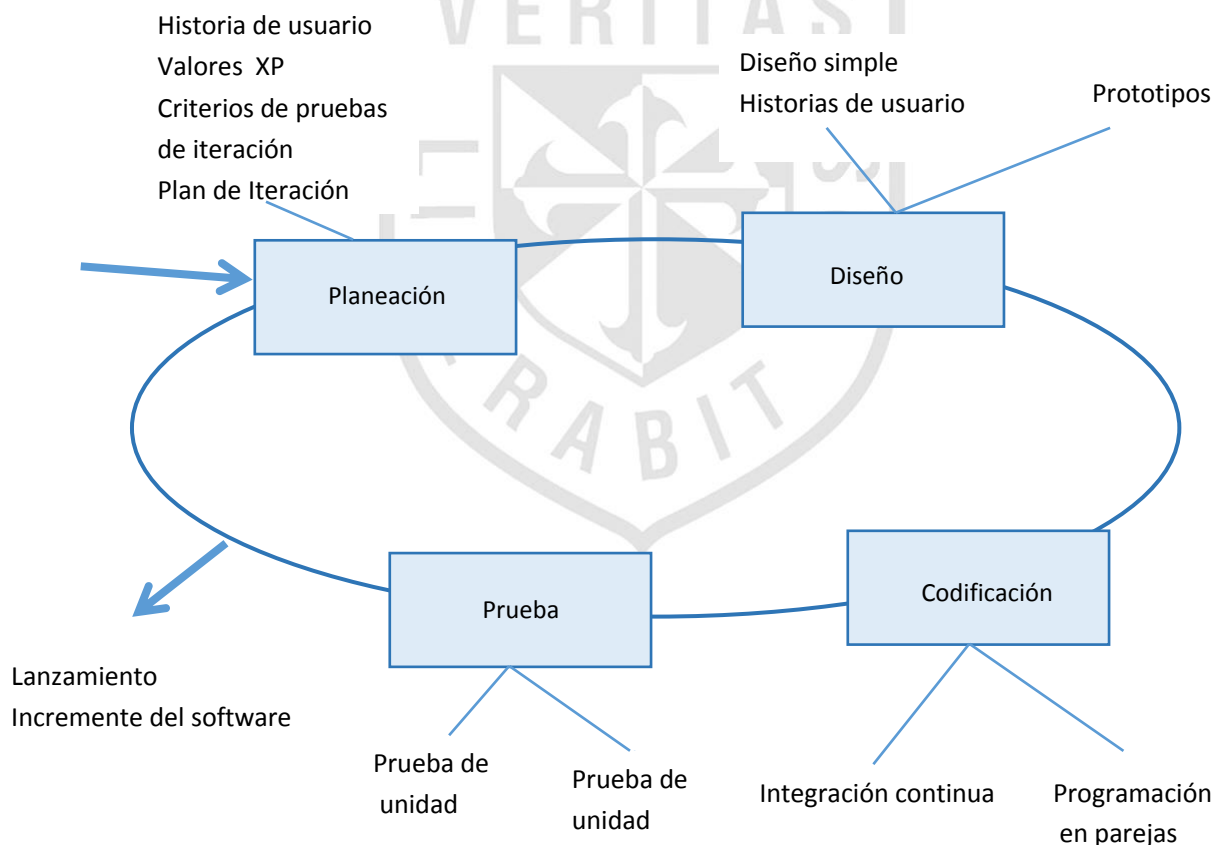 VERITAS
Historia de usuario
Valores XP
Criterios de pruebas
de iteración
Plan de Iteración
Diseño simple
Historias de usuario
Prototipos
Planeación
Diseño
RABIT
Prueba
Codificación
Lanzamiento
Incremente del software
Prueba de
unidad
Prueba de
unidad
Integración continua
Programación
en parejas